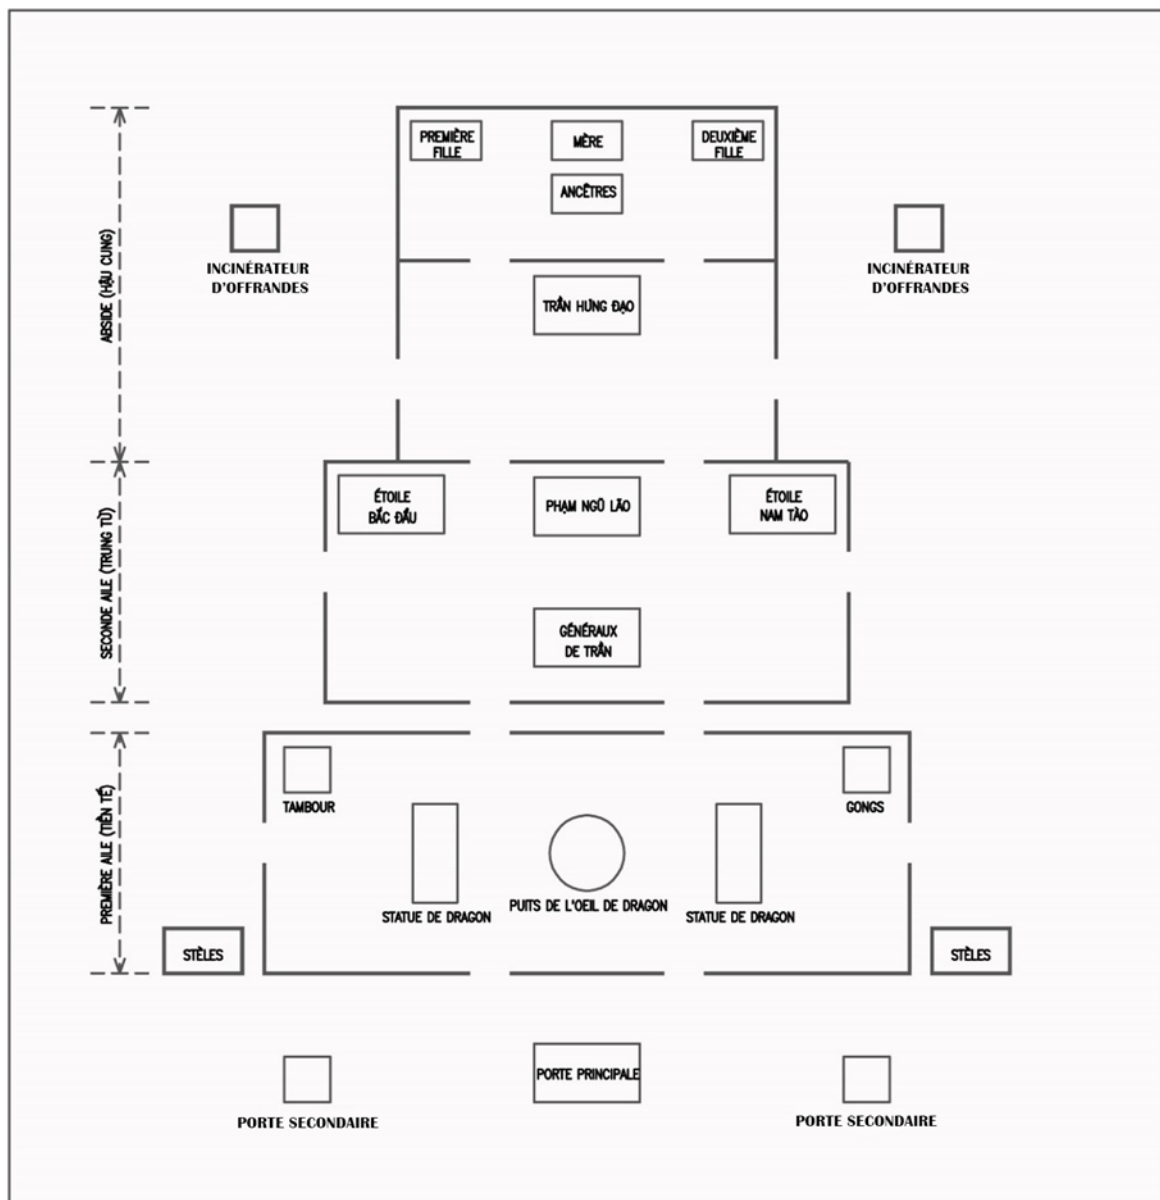 PREMIÈRE
FILLE
MÈRE
DEUXIÈME
FILLE
ANCÊTRES
INCINÉRATEUR
D'OFFRANDES
INCINÉRATEUR
D'OFFRANDES
TRẦN HƯNG ĐẠO
ABSIDE (HẬU CUNG)
ÉTOILE
BẮC ĐẨU
PHẠM NGŨ LÃO
ÉTOILE
NAM TÀO
SECONDE AILE (TRUNG TỪ)
GÉNÉRAUX
DE TRẦN
TAMBOUR
GONGS
PREMIÈRE AILE (TIỀN TẾ)
STATUE DE DRAGON
PUITS DE L'OEIL DE DRAGON
STATUE DE DRAGON
STÈLES
STÈLES
PORTE PRINCIPALE
PORTE SECONDAIRE
PORTE SECONDAIRE